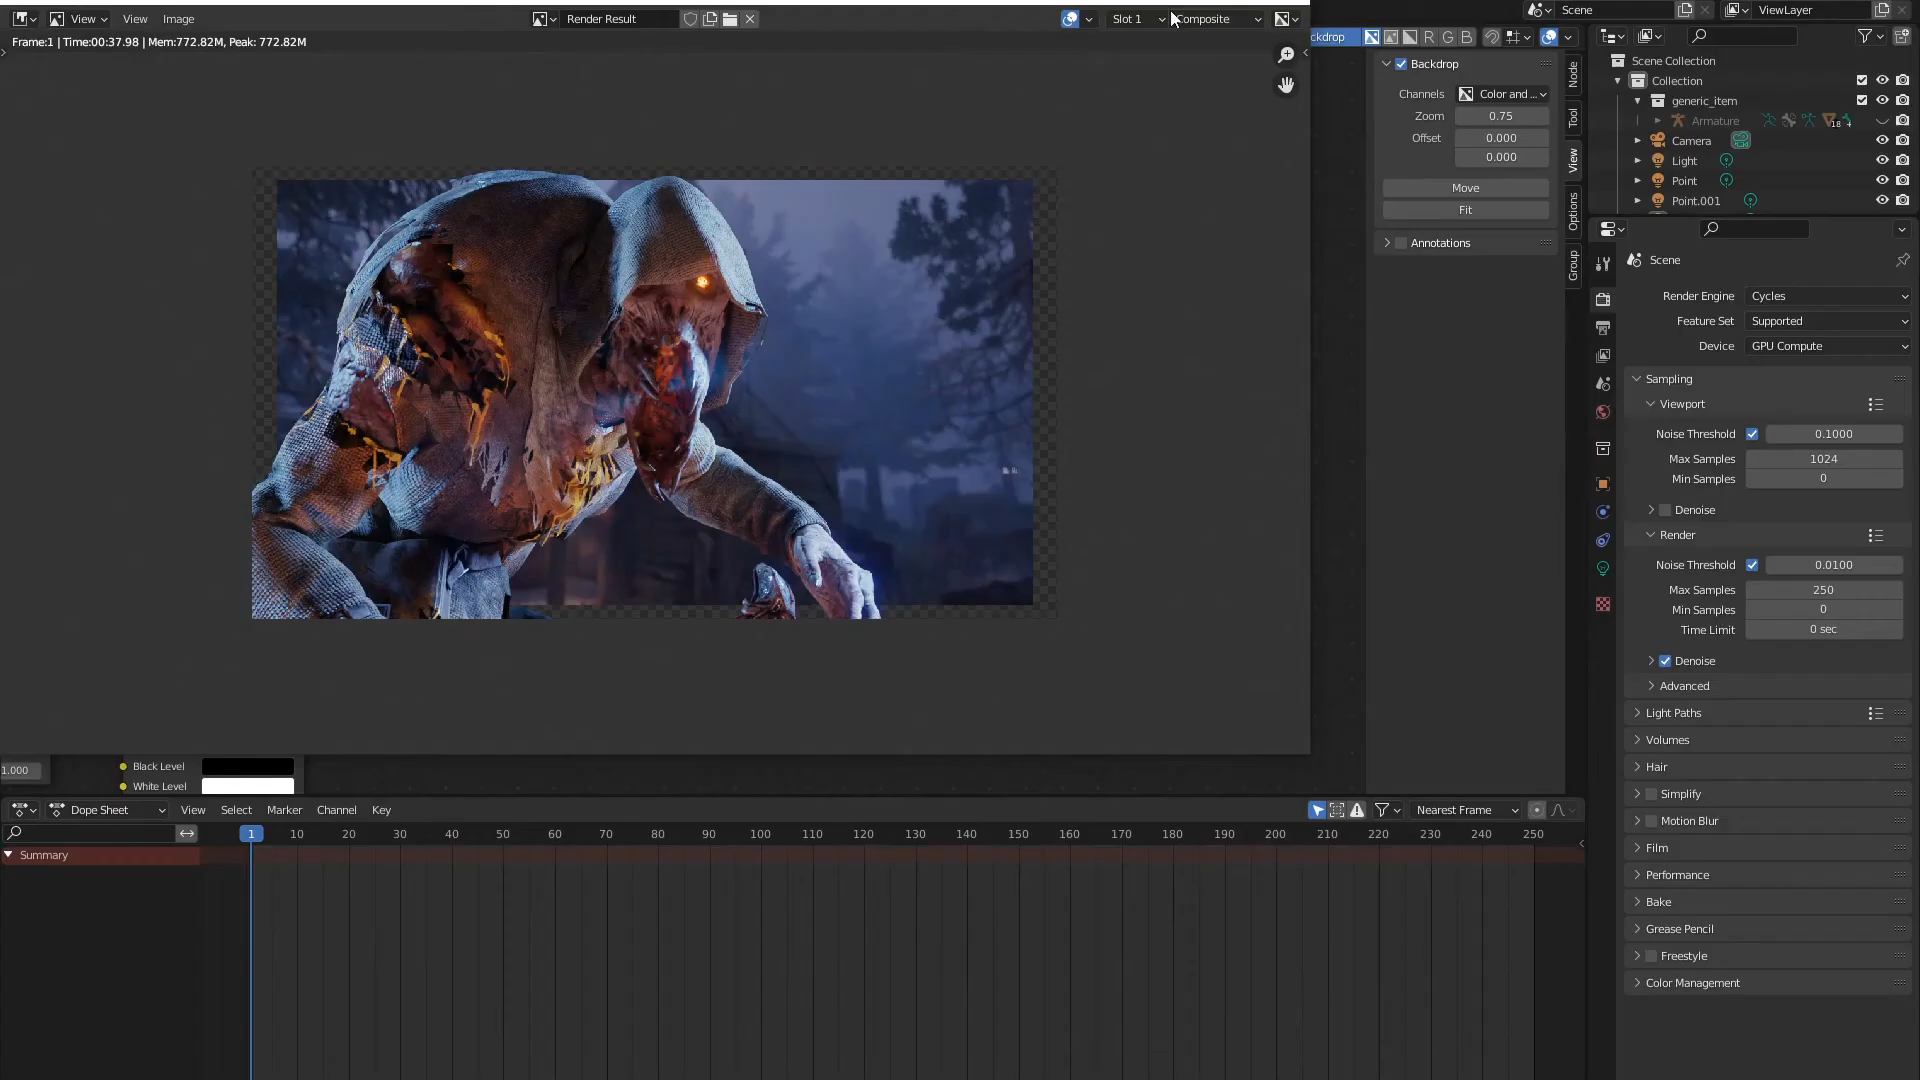 View View Image Render Result Slot 1 Composite Scene ViewLayer
Frame:1 | Time:00:37.98 | Mem:772.82M, Peak: 772.82M
ckdrop R G B
Backdrop
Channels Color and ...
Zoom 0.75
Offset 0.000
0.000
Move
Fit
Annotations
Node
Tool
View
Options
Group
Scene Collection
Collection
generic_item
Armature 18 4
Camera
Light
Point
Point.001
Scene
Render Engine Cycles
Feature Set Supported
Device GPU Compute
Sampling
Viewport
Noise Threshold 0.1000
Max Samples 1024
Min Samples 0
Denoise
Render
Noise Threshold 0.0100
Max Samples 250
Min Samples 0
Time Limit 0 sec
Denoise
Advanced
Light Paths
Volumes
Hair
Simplify
Motion Blur
Film
Performance
Bake
Grease Pencil
Freestyle
Color Management
1.000 Black Level
White Level
Dope Sheet View Select Marker Channel Key Nearest Frame
1 10 20 30 40 50 60 70 80 90 100 110 120 130 140 150 160 170 180 190 200 210 220 230 240 250
Summary